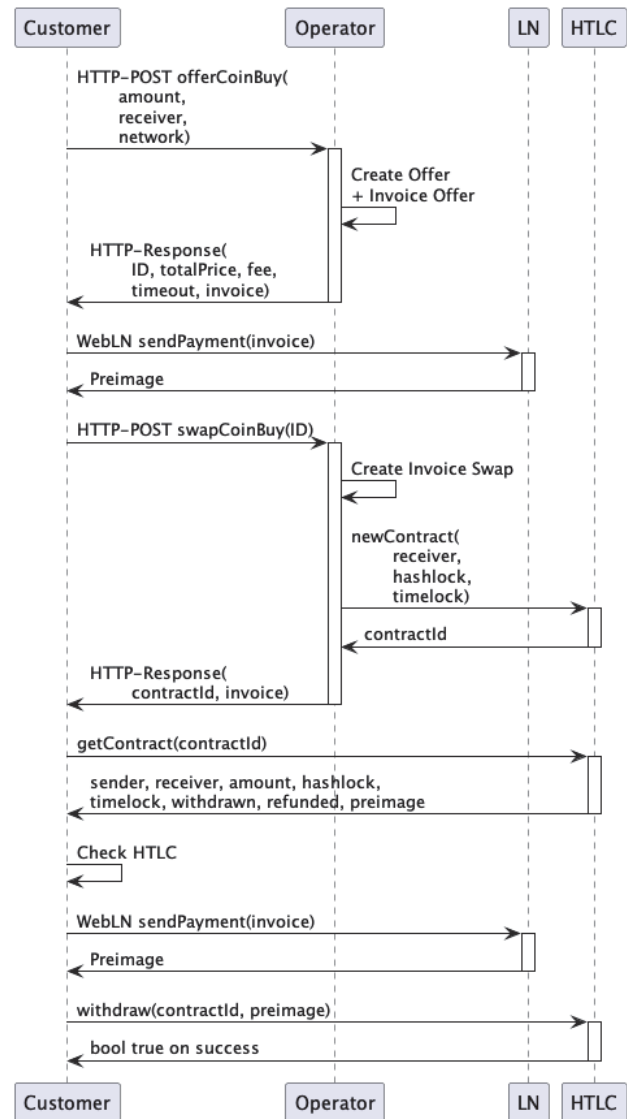 Customer
Operator
LN
HTLC
HTTP-POST offerCoinBuy(
amount,
receiver,
network)
Create Offer
+ Invoice Offer
HTTP-Response(
ID, totalPrice, fee,
timeout, invoice)
WebLN sendPayment(invoice)
Preimage
HTTP-POST swapCoinBuy(ID)
Create Invoice Swap
newContract(
receiver,
hashlock,
timelock)
contractId
HTTP-Response(
contractId, invoice)
getContract(contractId)
sender, receiver, amount, hashlock,
timelock, withdrawn, refunded, preimage
Check HTLC
WebLN sendPayment(invoice)
Preimage
withdraw(contractId, preimage)
bool true on success
Customer
Operator
LN
HTLC